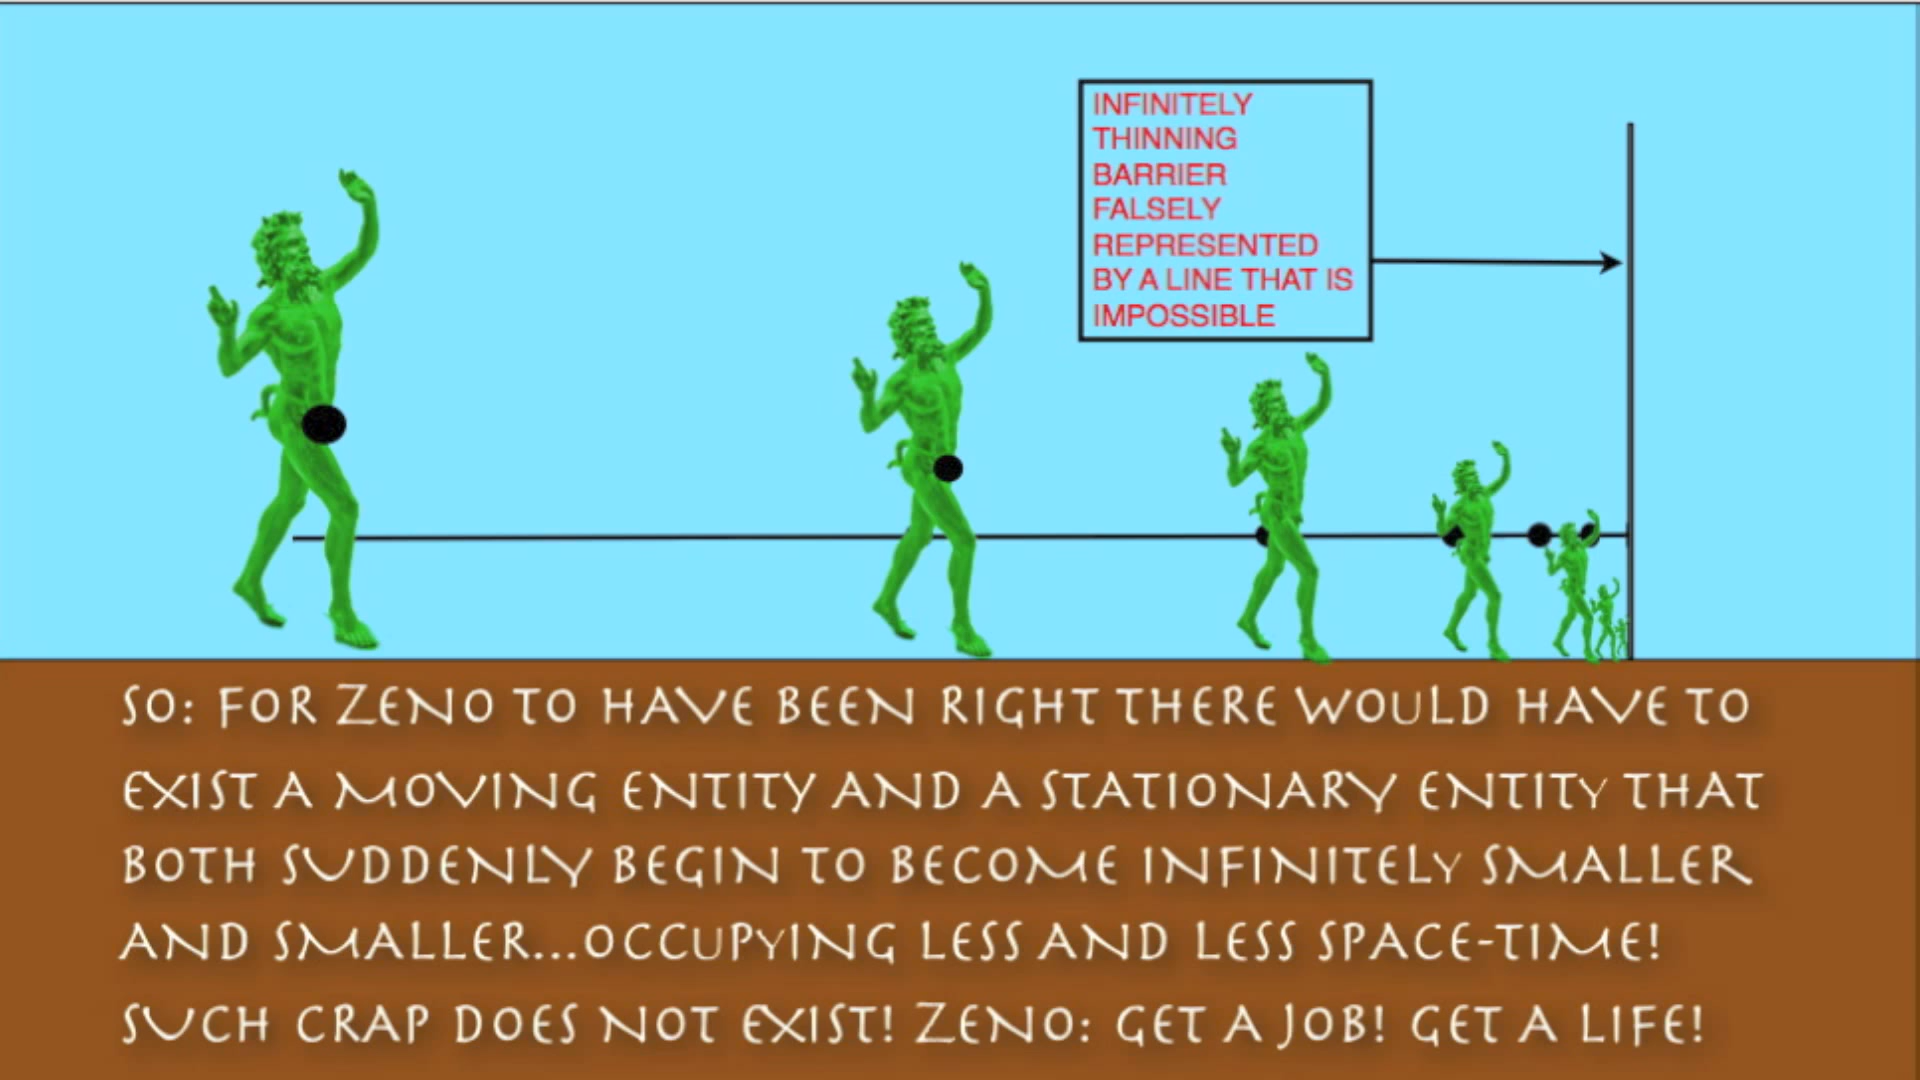 INFINITELY
THINNING
BARRIER
FALSELY
REPRESENTED
BY A LINE THAT IS
IMPOSSIBLE
SO: FOR ZENO TO HAVE BEEN RIGHT THERE WOULD HAVE TO
EXIST A MOVING ENTITY AND A STATIONARY ENTITY THAT
BOTH SUDDENLY BEGIN TO BECOME INFINITELY SMALLER
AND SMALLER...OCCUPYING LESS AND LESS SPACE-TIME!
SUCH CRAP DOES NOT EXIST! ZENO: GET A JOB! GET A LIFE!